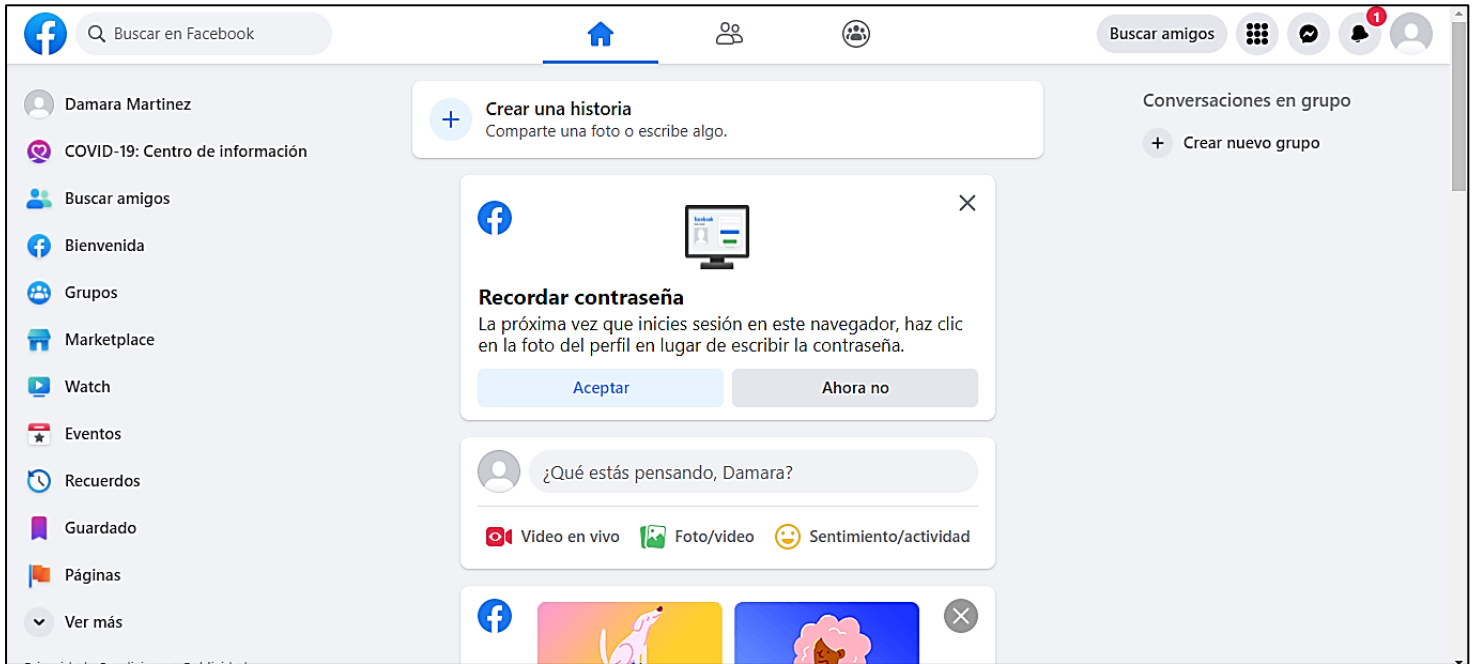 Buscar en Facebook
Buscar amigos
1
Damara Martinez
COVID-19: Centro de información
Buscar amigos
Bienvenida
Grupos
Marketplace
Watch
Eventos
Recuerdos
Guardado
Páginas
Ver más
Crear una historia
Comparte una foto o escribe algo.
Recordar contraseña
La próxima vez que inicies sesión en este navegador, haz clic
en la foto del perfil en lugar de escribir la contraseña.
Aceptar
Ahora no
¿Qué estás pensando, Damara?
Video en vivo
Foto/video
Sentimiento/actividad
Conversaciones en grupo
Crear nuevo grupo